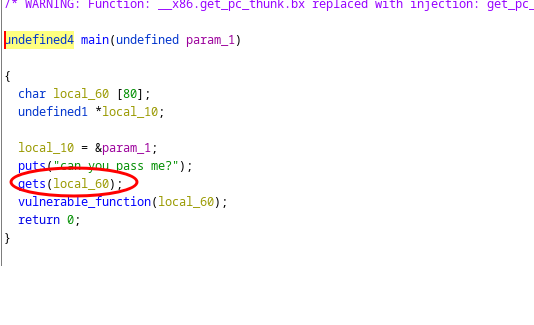 /* WARNING: Function: __x86.get_pc_thunk.bx replaced with injection: get_pc_
undefined4 main(undefined param_1)
{
char local_60 [80];
undefined1 *local_10;
local_10 = &param_1;
puts("can you pass me?");
gets(local_60);
vulnerable_function(local_60);
return 0;
}